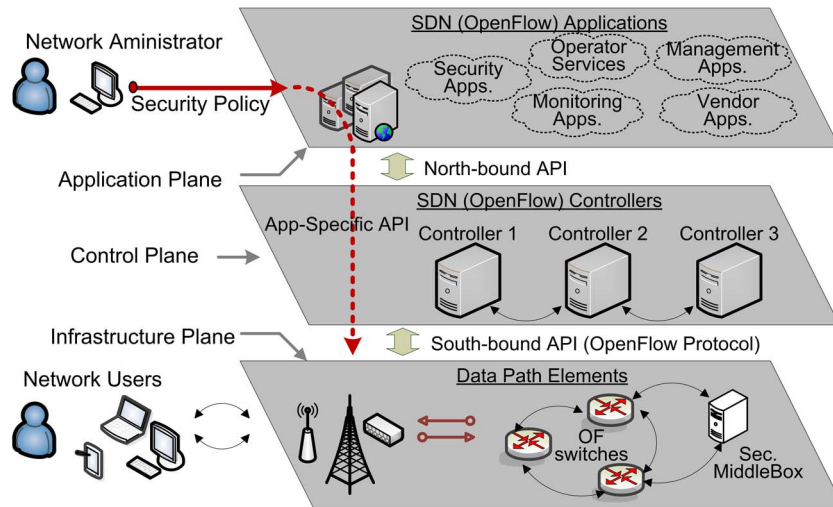 SDN (OpenFlow) Applications
Network Aministrator
Security Policy
Security
Apps.
Operator
Services
Management
Apps.
Monitoring
Apps.
Vendor
Apps.
Application Plane
North-bound API
SDN (OpenFlow) Controllers
App-Specific API
Controller 1
Controller 2
Controller 3
Control Plane
Infrastructure Plane
South-bound API (OpenFlow Protocol)
Network Users
Data Path Elements
OF
switches
Sec.
MiddleBox